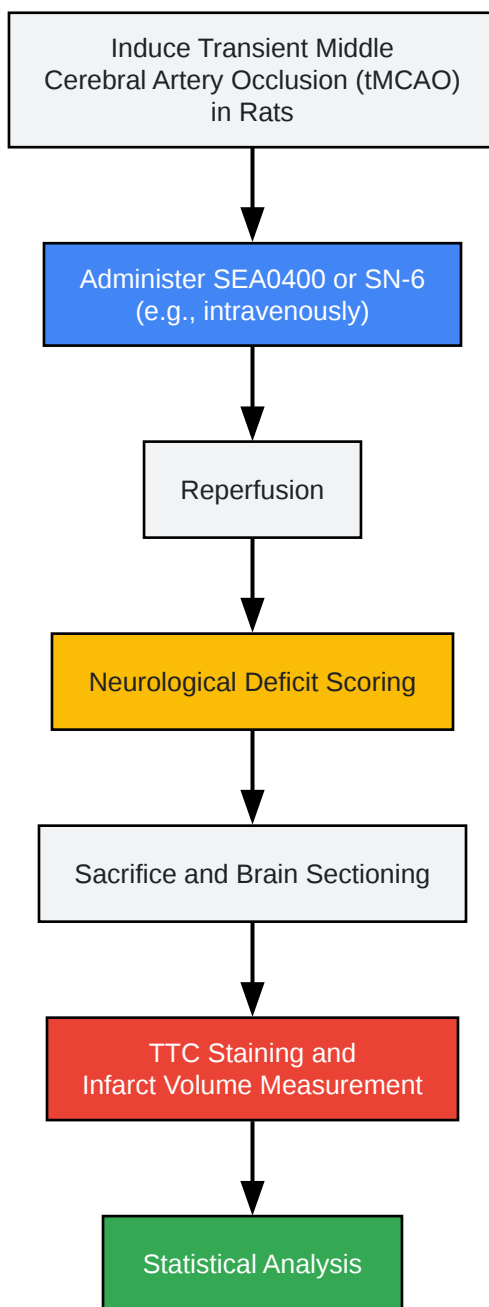 Induce Transient Middle
Cerebral Artery Occlusion (tMCAO)
in Rats
Administer SEA0400 or SN-6
(e.g., intravenously)
Reperfusion
Neurological Deficit Scoring
Sacrifice and Brain Sectioning
TTC Staining and
Infarct Volume Measurement
Statistical Analysis